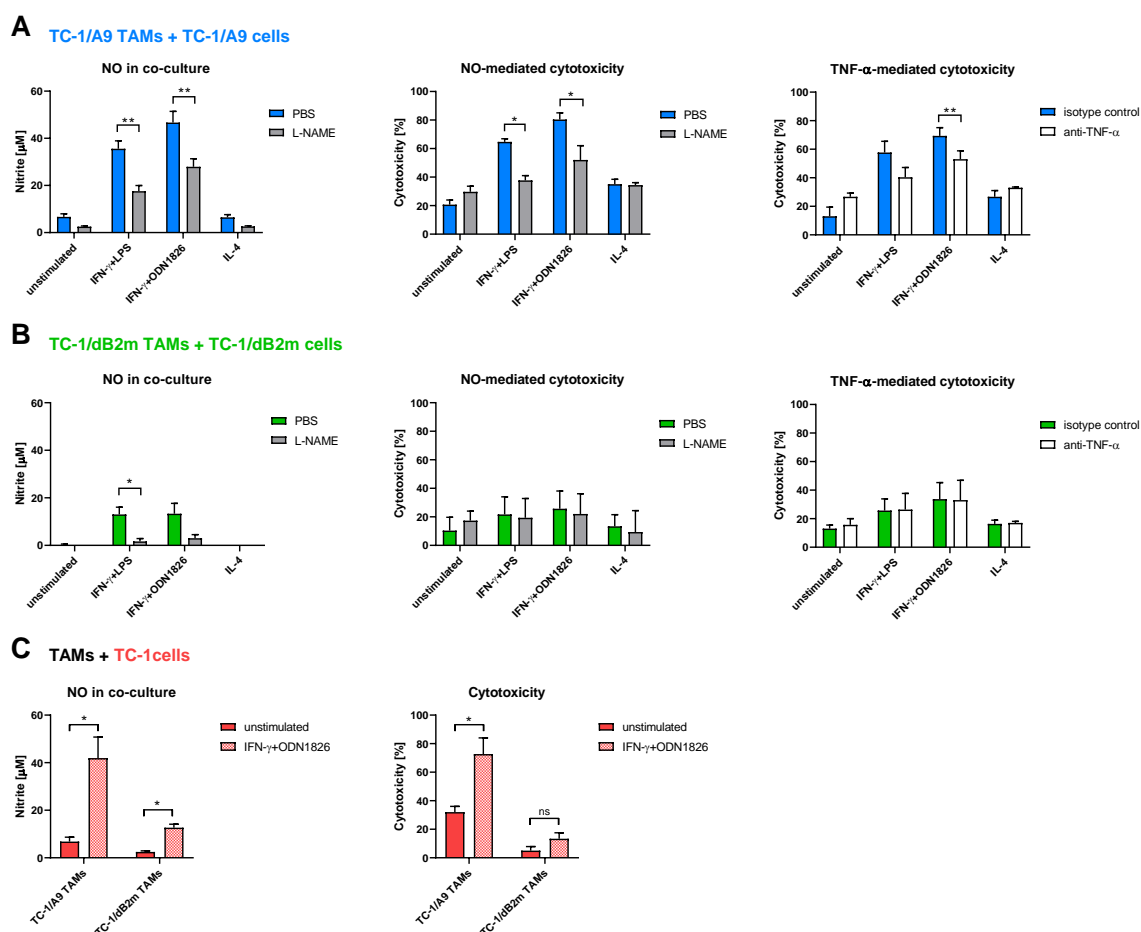 A TC-1/A9 TAMs + TC-1/A9 cells
NO in co-culture
Nitrite [µM]
60
40
20
0
**
**
PBS
L-NAME
unstimulated
IFN-γ+LPS
IFN-γ+ODN1826
IL-4
NO-mediated cytotoxicity
Cytotoxicity [%]
100
80
60
40
20
0
*
*
PBS
L-NAME
unstimulated
IFN-γ+LPS
IFN-γ+ODN1826
IL-4
TNF-α-mediated cytotoxicity
Cytotoxicity [%]
100
80
60
40
20
0
**
isotype control
anti-TNF-α
unstimulated
IFN-γ+LPS
IFN-γ+ODN1826
IL-4
B TC-1/dB2m TAMs + TC-1/dB2m cells
NO in co-culture
Nitrite [µM]
60
40
20
0
*
PBS
L-NAME
unstimulated
IFN-γ+LPS
IFN-γ+ODN1826
IL-4
NO-mediated cytotoxicity
Cytotoxicity [%]
100
80
60
40
20
0
PBS
L-NAME
unstimulated
IFN-γ+LPS
IFN-γ+ODN1826
IL-4
TNF-α-mediated cytotoxicity
Cytotoxicity [%]
100
80
60
40
20
0
isotype control
anti-TNF-α
unstimulated
IFN-γ+LPS
IFN-γ+ODN1826
IL-4
C TAMs + TC-1cells
NO in co-culture
Nitrite [µM]
60
40
20
0
*
*
unstimulated
IFN-γ+ODN1826
TC-1/A9 TAMs
TC-1/dB2m TAMs
Cytotoxicity
Cytotoxicity [%]
100
80
60
40
20
0
*
ns
unstimulated
IFN-γ+ODN1826
TC-1/A9 TAMs
TC-1/dB2m TAMs